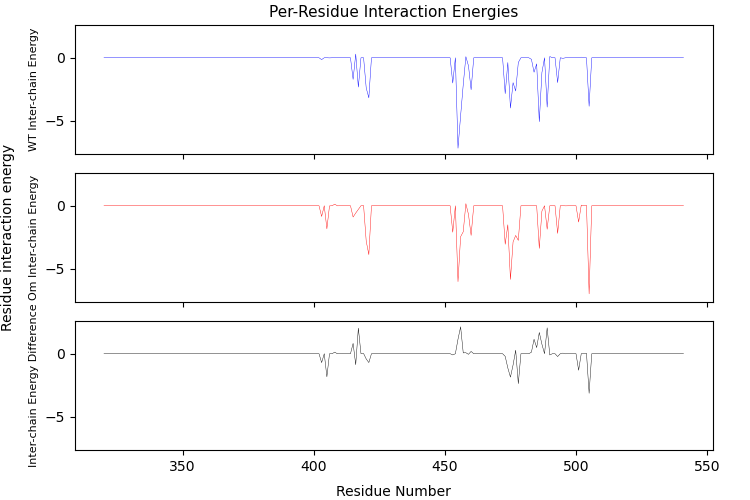 Per-Residue Interaction Energies
Residue interaction energy
WT Inter-chain Energy
0
−5
Om Inter-chain Energy
0
−5
Inter-chain Energy Difference
0
−5
350
400
450
500
550
Residue Number